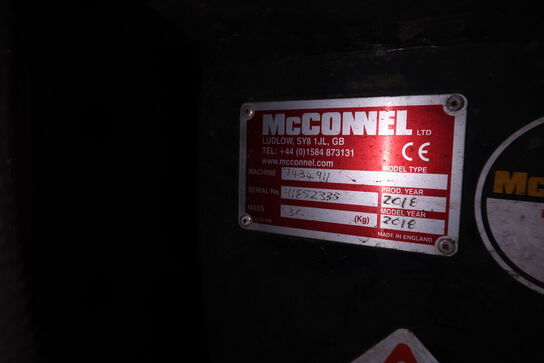 McCONNEL LTD
LUDLOW, SY8 1JL, GB
TEL: +44 (0)1584 873131
www.mcconnel.com
MACHINE 7434911 MODEL TYPE
SERIAL No. PROD. YEAR 2018
MASS (Kg) MODEL YEAR 2018
MADE IN ENGLAND
CE
Mc